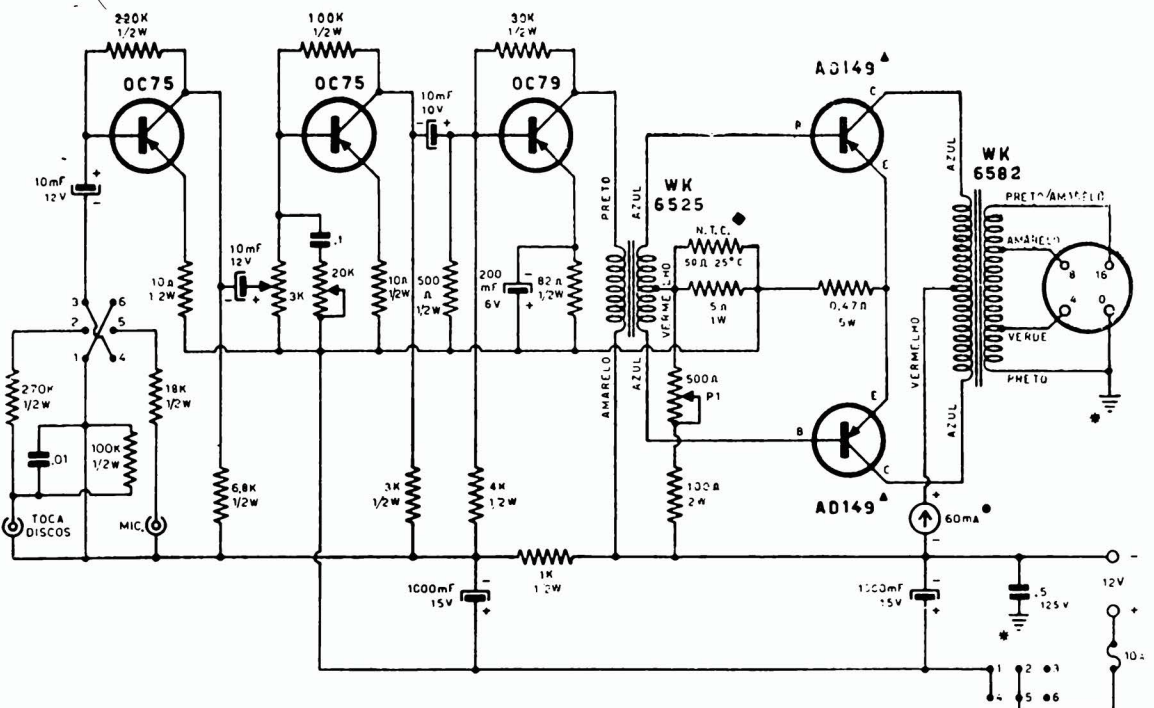 220K
1/2W
100K
1/2W
30K
1/2W
OC75
OC75
OC79
AD149
10mF
12V
10mF
10V
10mF
12V
10Ω
1/2W
3K
.1
20K
10Ω
1/2W
500
Ω
1/2W
200
mF
6V
82Ω
1/2W
PRETO
AZUL
VERMELHO
AMARELO
AZUL
WK
6525
N.T.C.
50Ω 25°C
5Ω
1W
0,47Ω
5W
500Ω
P1
100Ω
2W
C
E
B
E
C
AD149
AZUL
WK
6582
PRETO/AMARELO
AMARELO
VERDE
PRETO
VERMELHO
AZUL
8
16
4
0
3
6
2
5
1
4
270K
1/2W
18K
1/2W
.01
100K
1/2W
TOCA
DISCOS
MIC.
6,8K
1/2W
3K
1/2W
4K
1/2W
1K
1/2W
60mA
+
-
1000mF
15V
1000mF
15V
.5
125V
-
12V
+
10A
1
2
3
4
5
6